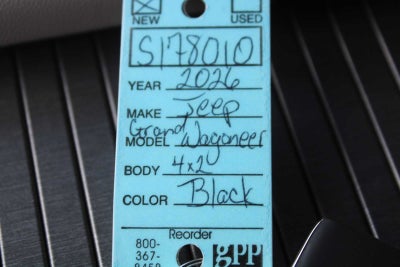 NEW USED
S178010
YEAR 2026
MAKE Jeep
MODEL Grand Wagoneer
BODY 4x2
COLOR Black
Reorder
800-
367-
gpp